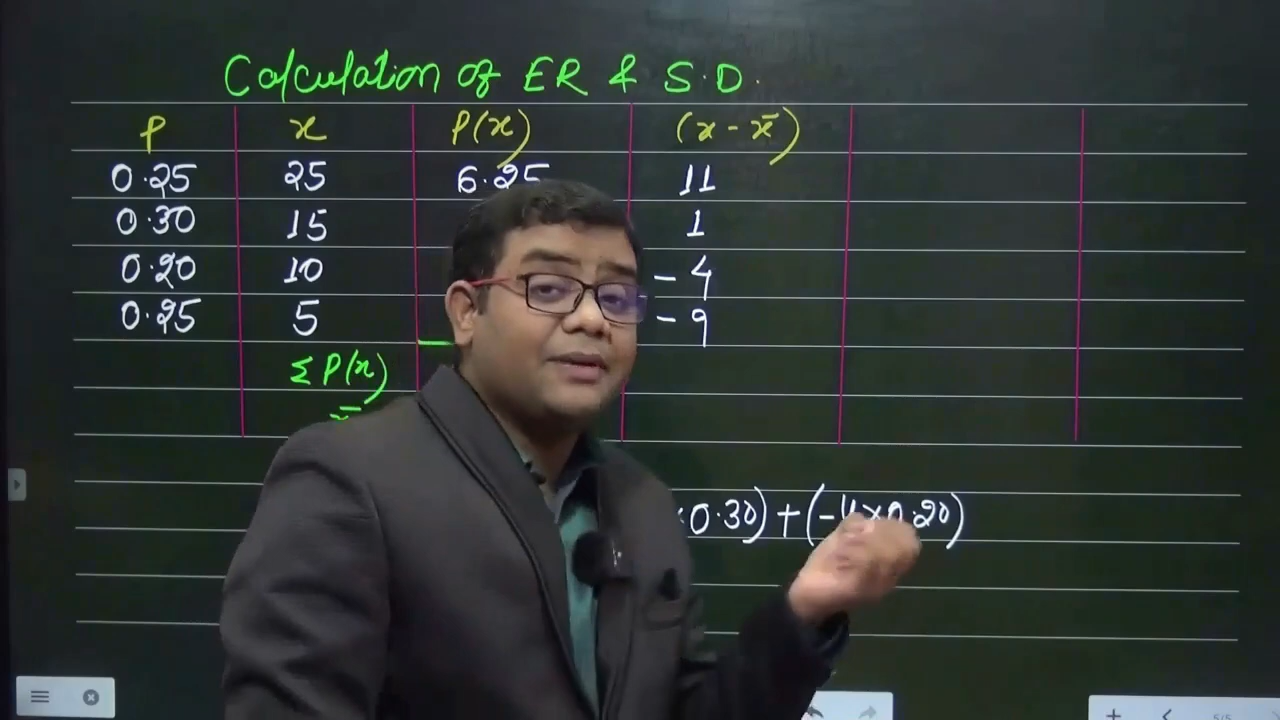 Calculation of ER & S.D.
P x P(x) (x - x̄)
0.25 25 6.25 11
0.30 15 1
0.20 10 - 4
0.25 5 - 9
Σ P(x)
x̄
0.30) + (-4×0.20)